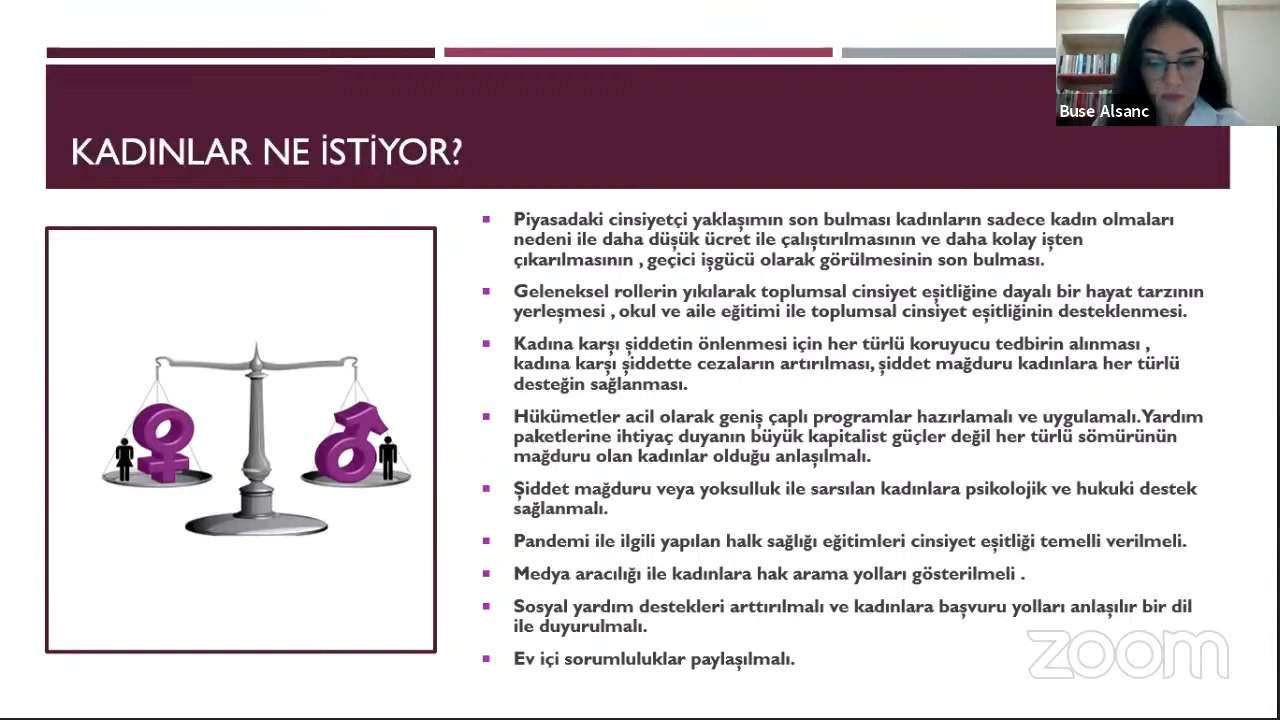 Buse Alsanc
KADINLAR NE İSTİYOR?
Piyasadaki cinsiyetçi yaklaşımın son bulması kadınların sadece kadın olmaları
nedeni ile daha düşük ücret ile çalıştırılmasının ve daha kolay işten
çıkarılmasının , geçici işgücü olarak görülmesinin son bulması.
Geleneksel rollerin yıkılarak toplumsal cinsiyet eşitliğine dayalı bir hayat tarzının
yerleşmesi , okul ve aile eğitimi ile toplumsal cinsiyet eşitliğinin desteklenmesi.
Kadına karşı şiddetin önlenmesi için her türlü koruyucu tedbirin alınması ,
kadına karşı şiddette cezaların artırılması, şiddet mağduru kadınlara her türlü
desteğin sağlanması.
Hükümetler acil olarak geniş çaplı programlar hazırlamalı ve uygulamalı.Yardım
paketlerine ihtiyaç duyanın büyük kapitalist güçler değil her türlü sömürünün
mağduru olan kadınlar olduğu anlaşılmalı.
Şiddet mağduru veya yoksulluk ile sarsılan kadınlara psikolojik ve hukuki destek
sağlanmalı.
Pandemi ile ilgili yapılan halk sağlığı eğitimleri cinsiyet eşitliği temelli verilmeli.
Medya aracılığı ile kadınlara hak arama yolları gösterilmeli .
Sosyal yardım destekleri arttırılmalı ve kadınlara başvuru yolları anlaşılır bir dil
ile duyurulmalı.
Ev içi sorumluluklar paylaşılmalı.
zoom